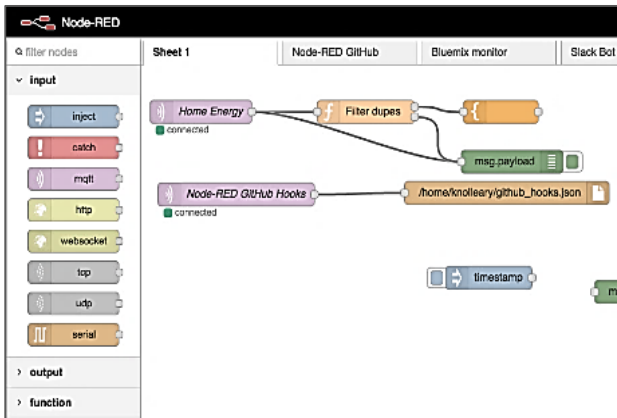 Node-RED
filter nodes
Sheet 1
Node-RED GitHub
Bluemix monitor
Slack Bot
input
inject
catch
mqtt
http
websocket
tcp
udp
serial
output
function
Home Energy
connected
Filter dupes
{
msg.payload
Node-RED GitHub Hooks
connected
/home/knolleary/github_hooks.json
timestamp
m